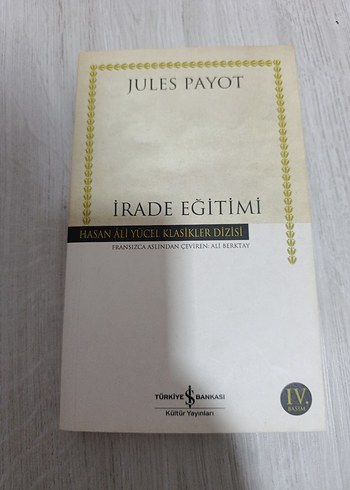 JULES PAYOT
İRADE EĞİTİMİ
HASAN ÂLİ YÜCEL KLASİKLER DİZİSİ
FRANSIZCA ASLINDAN ÇEVİREN: ALİ BERKTAY
TÜRKİYE İŞ BANKASI
Kültür Yayınları
IV.
BASIM